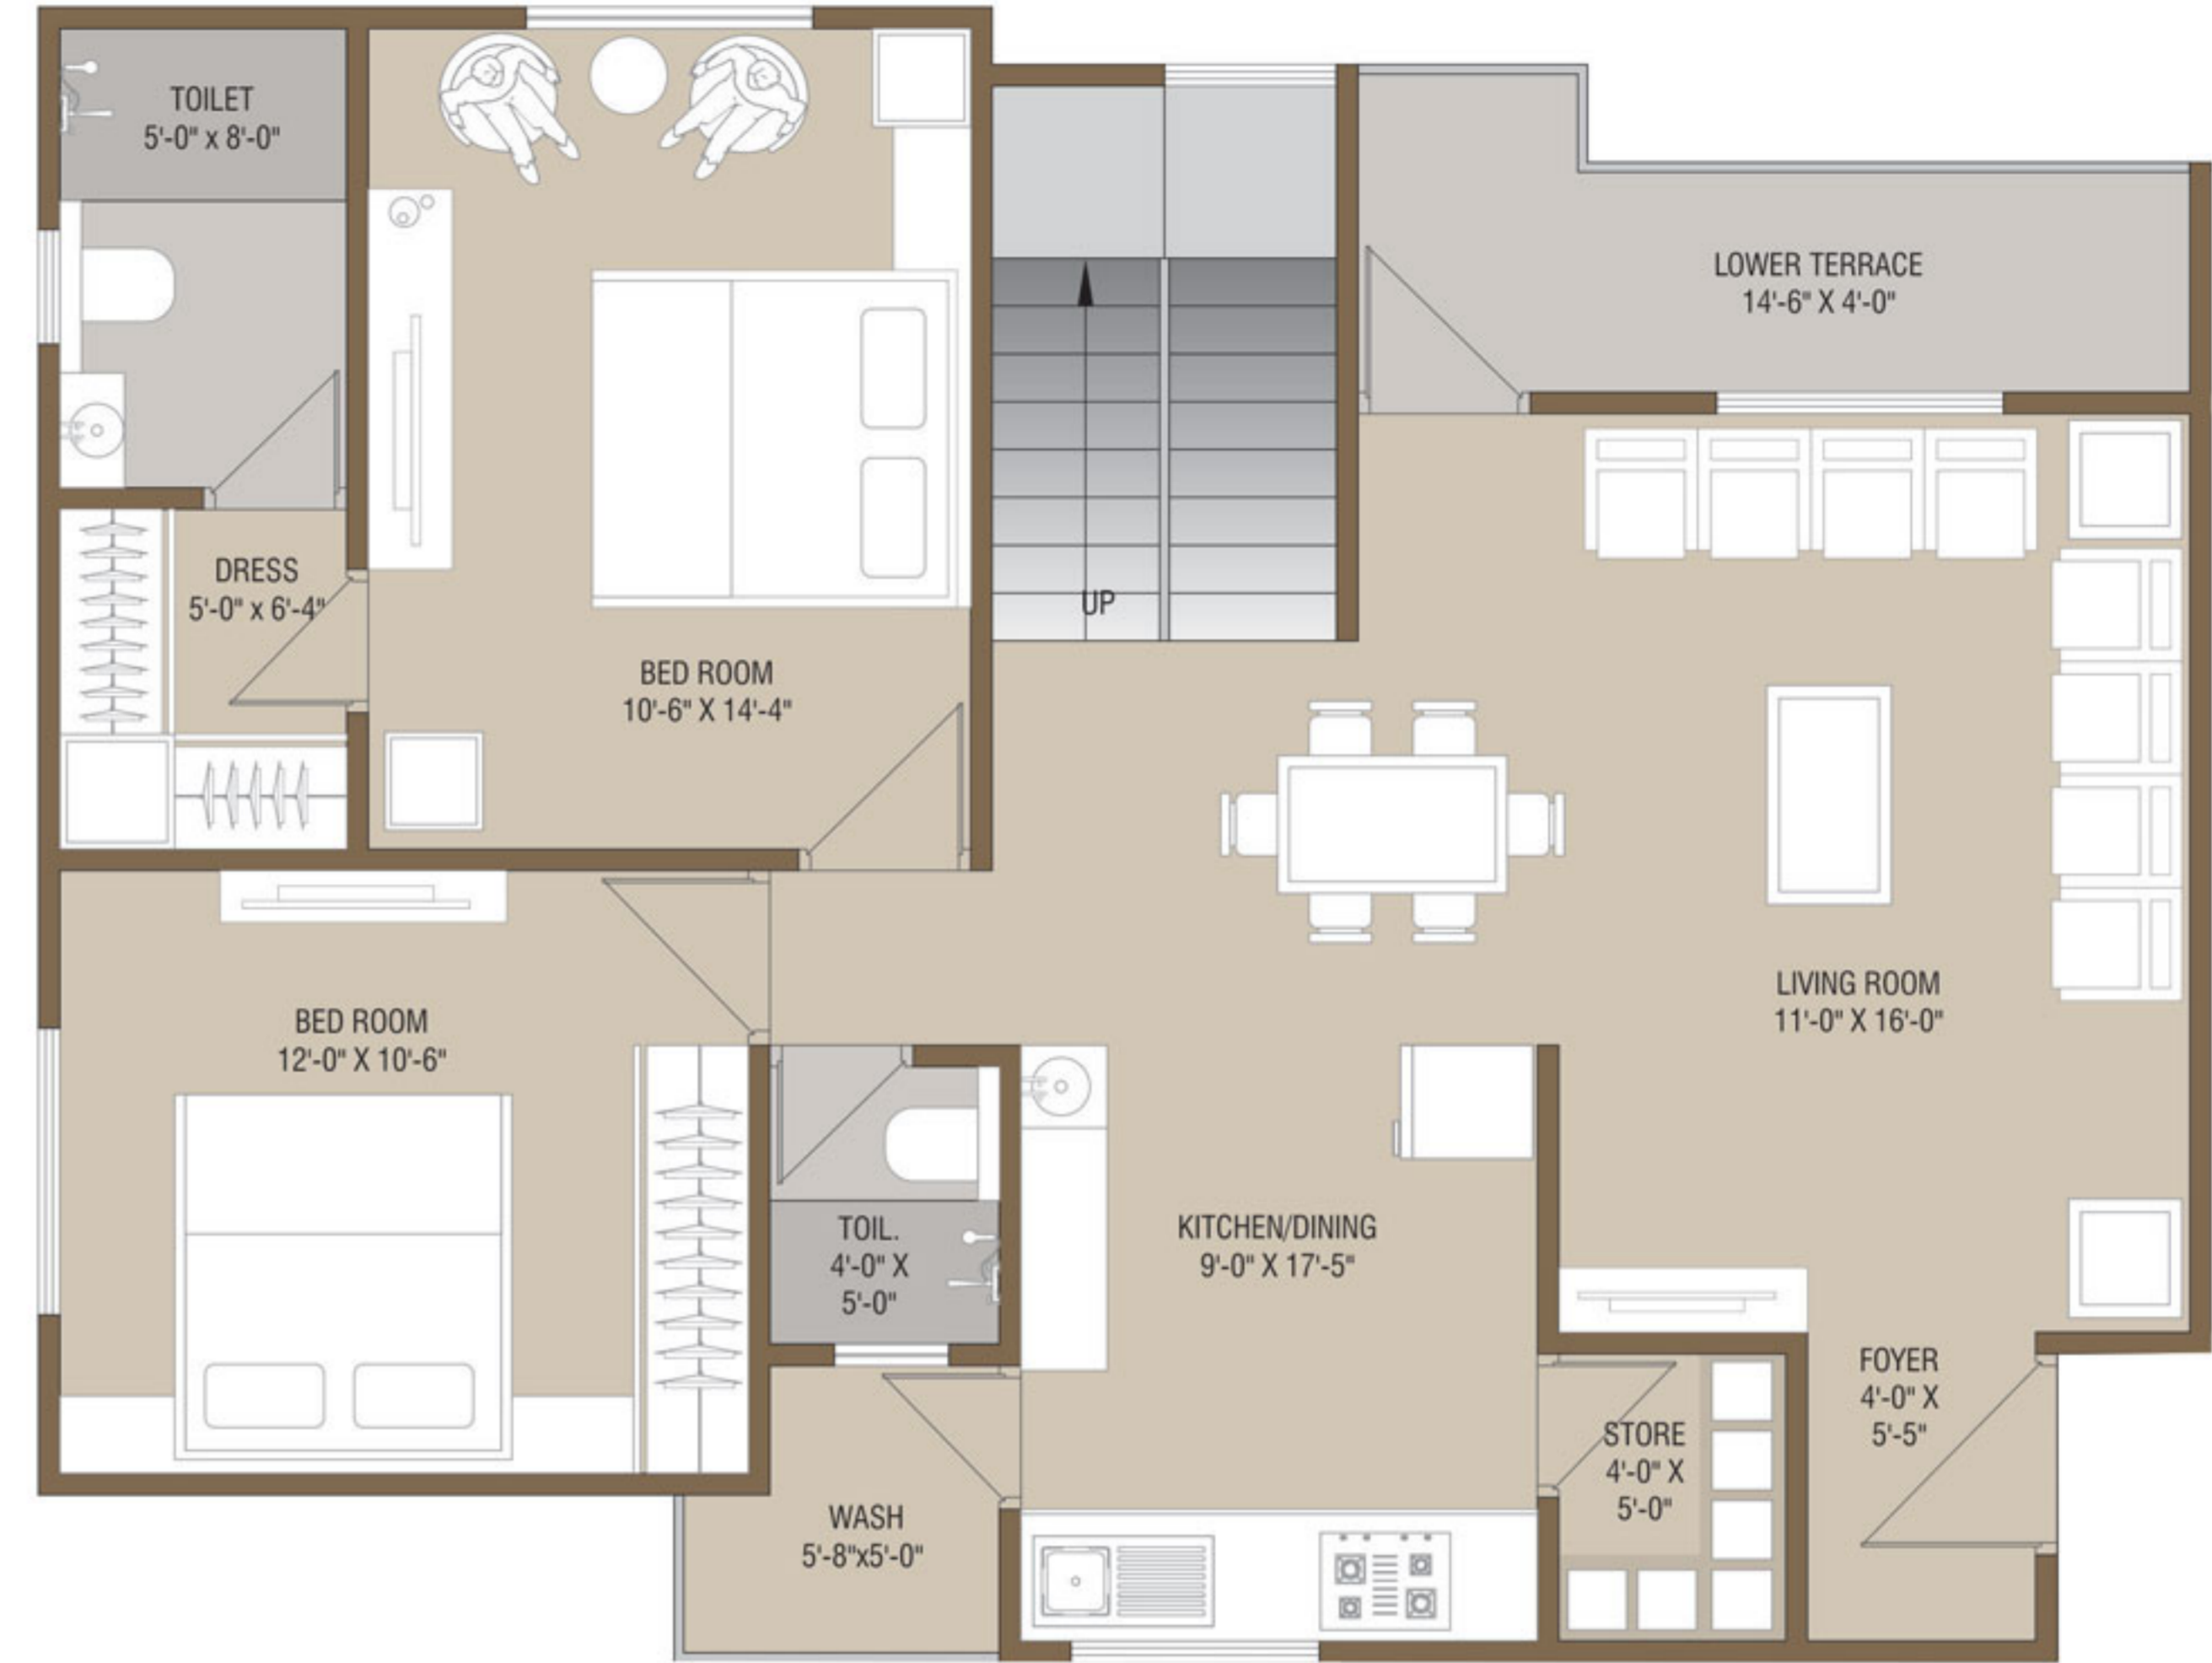 TOILET
5'-0" x 8'-0"
LOWER TERRACE
14'-6" X 4'-0"
DRESS
5'-0" x 6'-4"
UP
BED ROOM
10'-6" X 14'-4"
BED ROOM
12'-0" X 10'-6"
LIVING ROOM
11'-0" X 16'-0"
TOIL.
4'-0" X
5'-0"
KITCHEN/DINING
9'-0" X 17'-5"
FOYER
4'-0" X
5'-5"
STORE
4'-0" X
5'-0"
WASH
5'-8"x5'-0"